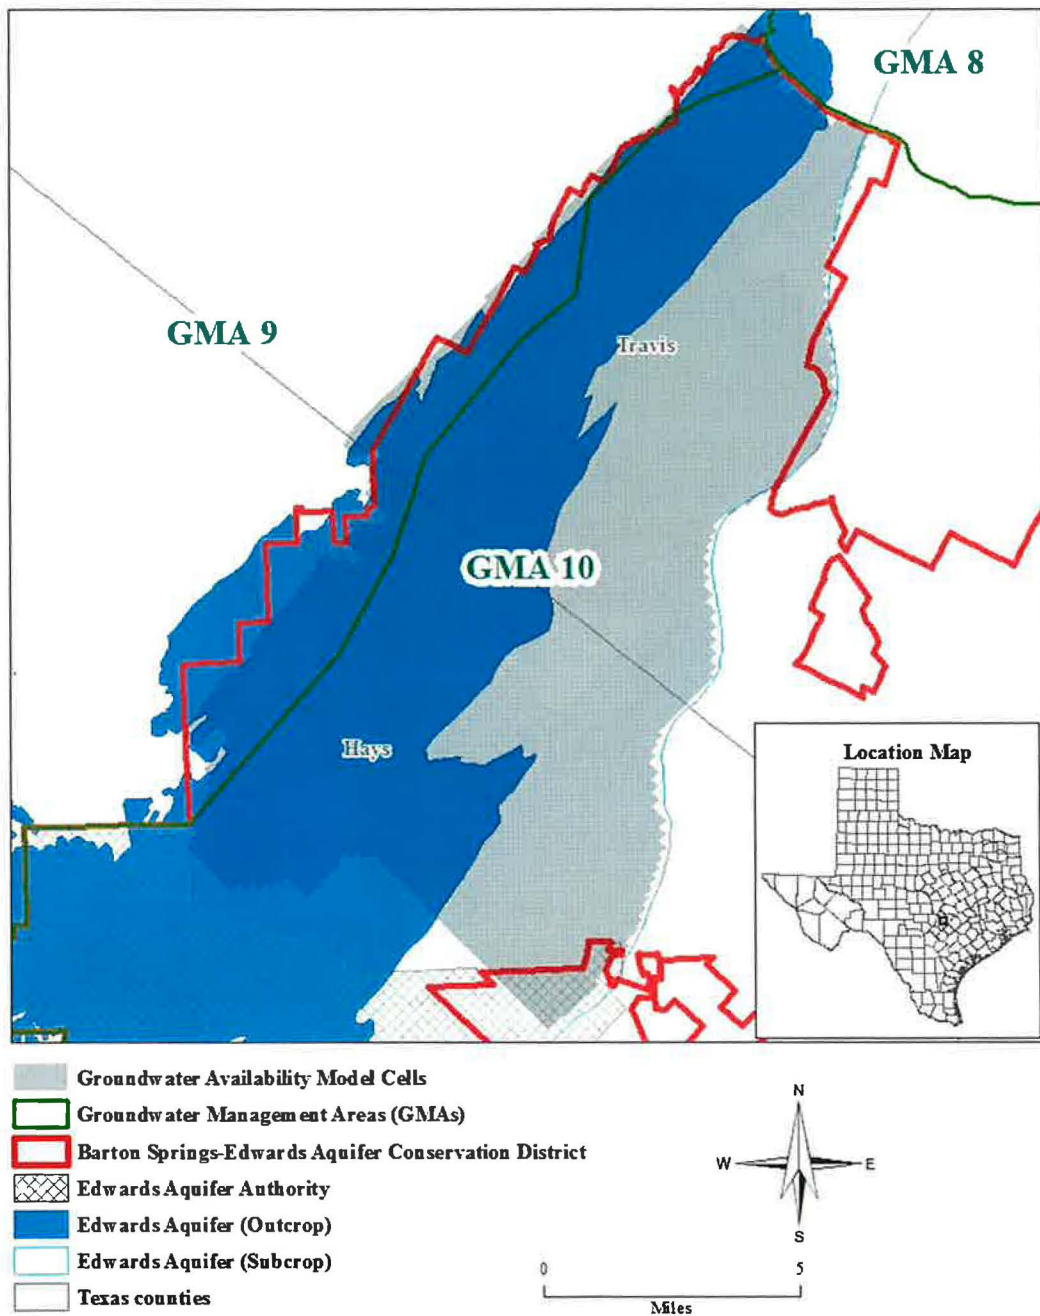 GMA 8
GMA 9
Travis
GMA 10
Hays
Location Map
Groundwater Availability Model Cells
Groundwater Management Areas (GMAs)
Barton Springs-Edwards Aquifer Conservation District
Edwards Aquifer Authority
Edwards Aquifer (Outcrop)
Edwards Aquifer (Subcrop)
Texas counties
N
W
E
S
0
5
Miles